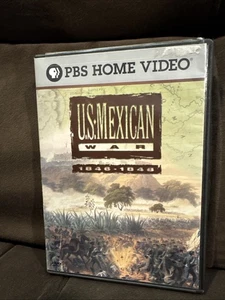 PBS HOME VIDEO®
U.S.-MEXICAN
WAR
1846-1848